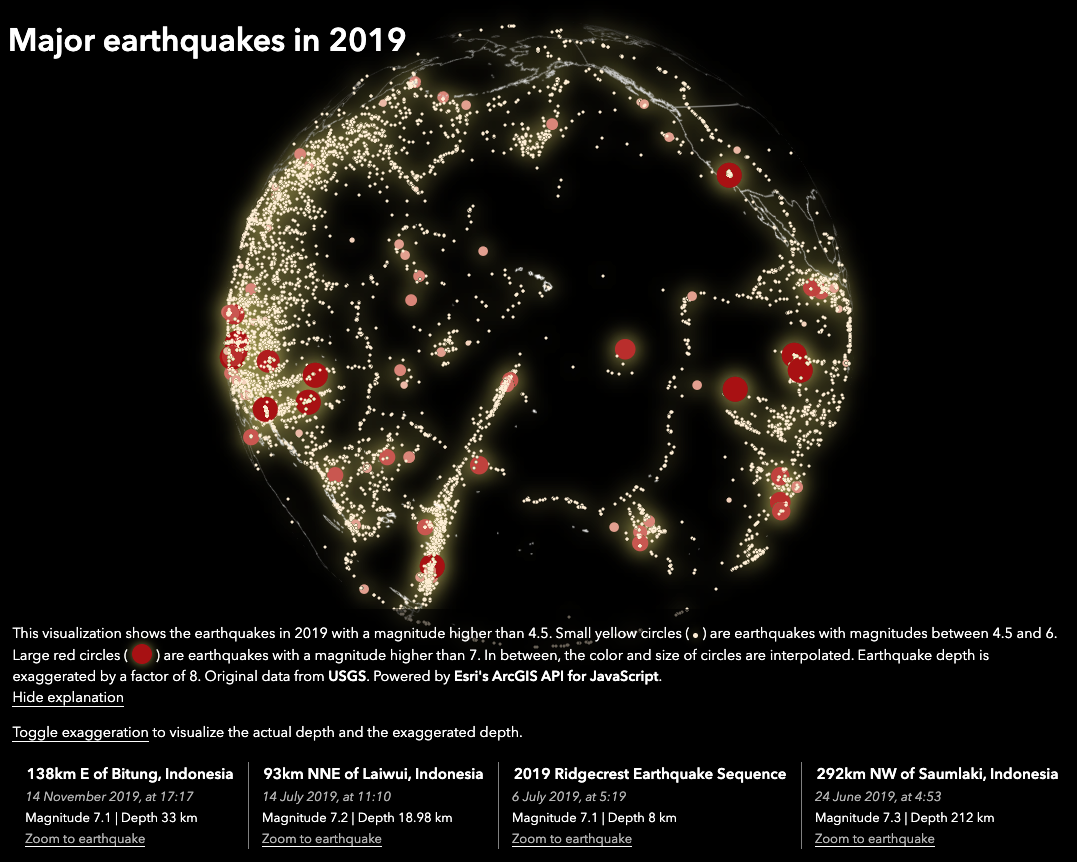 Major earthquakes in 2019
This visualization shows the earthquakes in 2019 with a magnitude higher than 4.5. Small yellow circles ( ) are earthquakes with magnitudes between 4.5 and 6.
Large red circles ( ) are earthquakes with a magnitude higher than 7. In between, the color and size of circles are interpolated. Earthquake depth is
exaggerated by a factor of 8. Original data from USGS. Powered by Esri's ArcGIS API for JavaScript.
Hide explanation
Toggle exaggeration to visualize the actual depth and the exaggerated depth.
138km E of Bitung, Indonesia
14 November 2019, at 17:17
Magnitude 7.1 | Depth 33 km
Zoom to earthquake
93km NNE of Laiwui, Indonesia
14 July 2019, at 11:10
Magnitude 7.2 | Depth 18.98 km
Zoom to earthquake
2019 Ridgecrest Earthquake Sequence
6 July 2019, at 5:19
Magnitude 7.1 | Depth 8 km
Zoom to earthquake
292km NW of Saumlaki, Indonesia
24 June 2019, at 4:53
Magnitude 7.3 | Depth 212 km
Zoom to earthquake